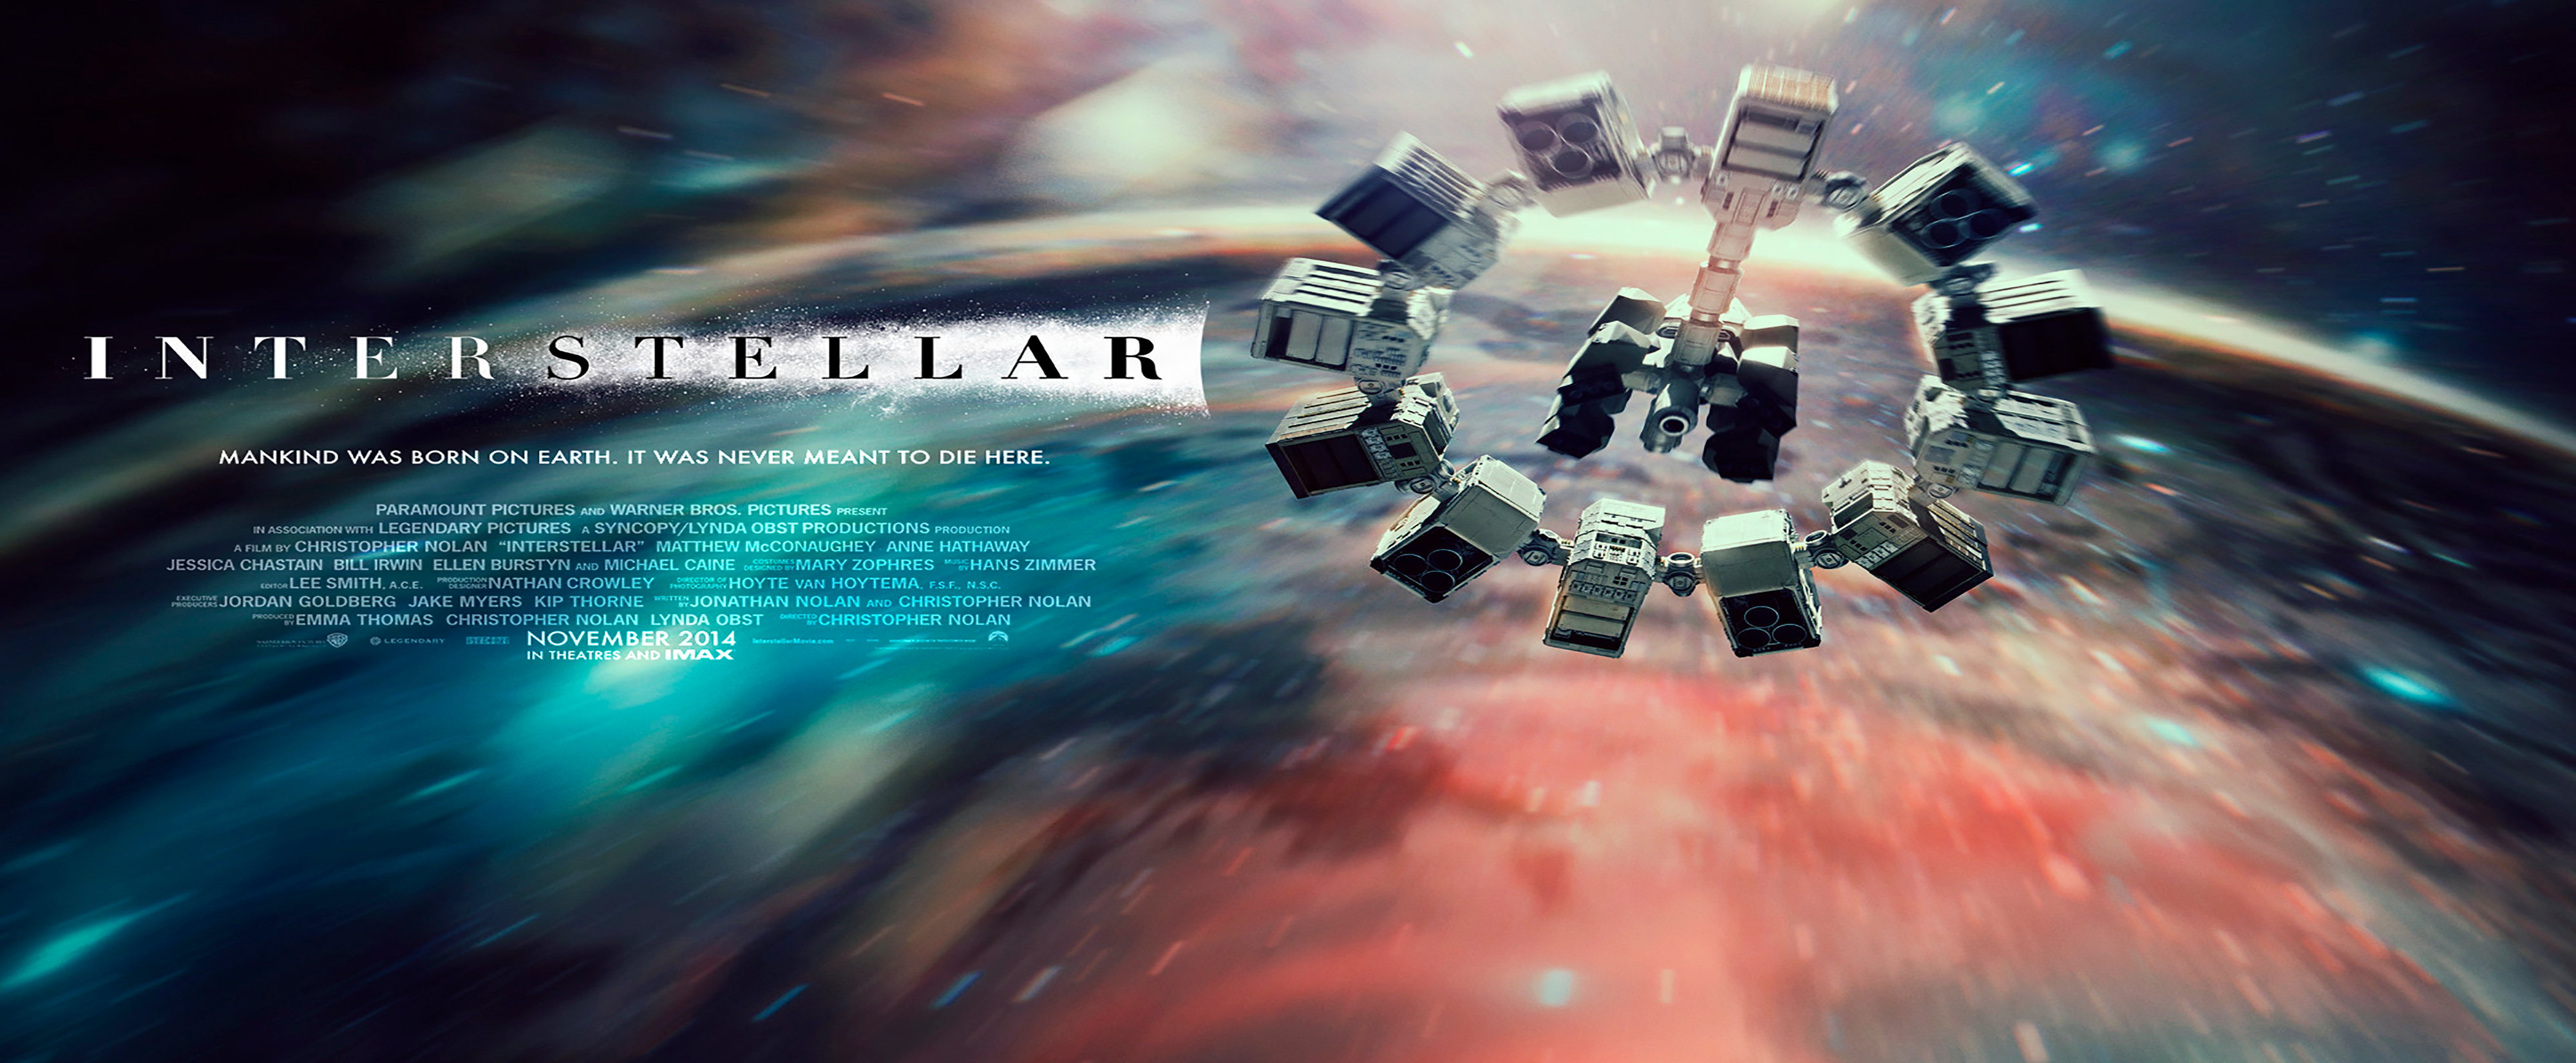 INTERSTELLAR
MANKIND WAS BORN ON EARTH. IT WAS NEVER MEANT TO DIE HERE.
PARAMOUNT PICTURES AND WARNER BROS. PICTURES PRESENT
IN ASSOCIATION WITH LEGENDARY PICTURES A SYNCOPY/LYNDA OBST PRODUCTIONS PRODUCTION
A FILM BY CHRISTOPHER NOLAN "INTERSTELLAR" MATTHEW McCONAUGHEY ANNE HATHAWAY
JESSICA CHASTAIN BILL IRWIN ELLEN BURSTYN AND MICHAEL CAINE COSTUMES DESIGNED BY MARY ZOPHRES MUSIC BY HANS ZIMMER
EDITOR LEE SMITH, A.C.E. PRODUCTION DESIGNER NATHAN CROWLEY DIRECTOR OF PHOTOGRAPHY HOYTE VAN HOYTEMA, F.S.F., N.S.C.
EXECUTIVE PRODUCERS JORDAN GOLDBERG JAKE MYERS KIP THORNE WRITTEN BY JONATHAN NOLAN AND CHRISTOPHER NOLAN
PRODUCED BY EMMA THOMAS CHRISTOPHER NOLAN LYNDA OBST DIRECTED BY CHRISTOPHER NOLAN
LEGENDARY NOVEMBER 2014 InterstellarMovie.com
IN THEATRES AND IMAX